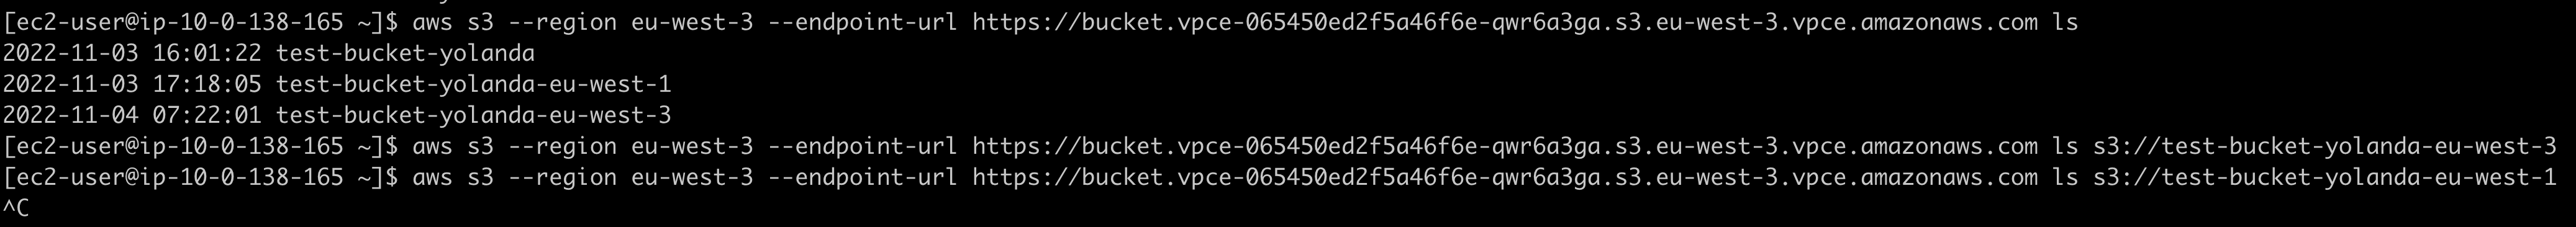 [ec2-user@ip-10-0-138-165 ~]$ aws s3 --region eu-west-3 --endpoint-url https://bucket.vpce-065450ed2f5a46f6e-qwr6a3ga.s3.eu-west-3.vpce.amazonaws.com ls
2022-11-03 16:01:22 test-bucket-yolanda
2022-11-03 17:18:05 test-bucket-yolanda-eu-west-1
2022-11-04 07:22:01 test-bucket-yolanda-eu-west-3
[ec2-user@ip-10-0-138-165 ~]$ aws s3 --region eu-west-3 --endpoint-url https://bucket.vpce-065450ed2f5a46f6e-qwr6a3ga.s3.eu-west-3.vpce.amazonaws.com ls s3://test-bucket-yolanda-eu-west-3
[ec2-user@ip-10-0-138-165 ~]$ aws s3 --region eu-west-3 --endpoint-url https://bucket.vpce-065450ed2f5a46f6e-qwr6a3ga.s3.eu-west-3.vpce.amazonaws.com ls s3://test-bucket-yolanda-eu-west-1
^C